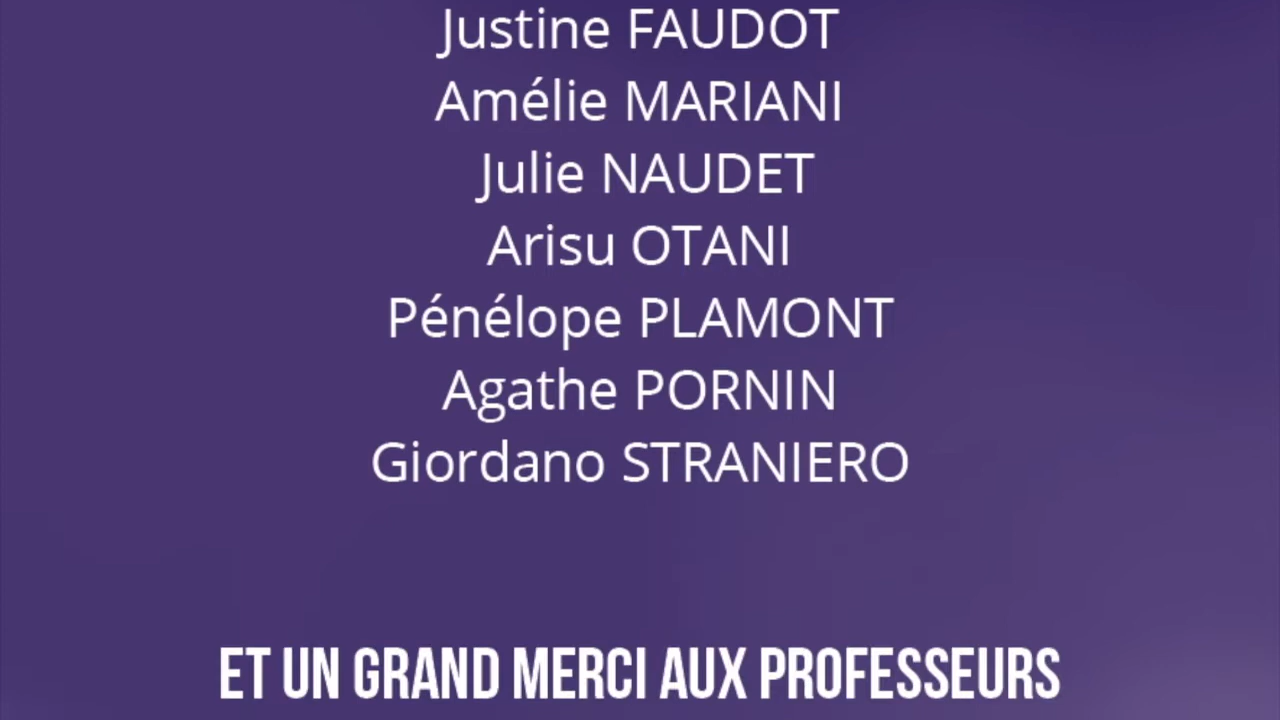 Justine FAUDOT
Amélie MARIANI
Julie NAUDET
Arisu OTANI
Pénélope PLAMONT
Agathe PORNIN
Giordano STRANIERO
ET UN GRAND MERCI AUX PROFESSEURS